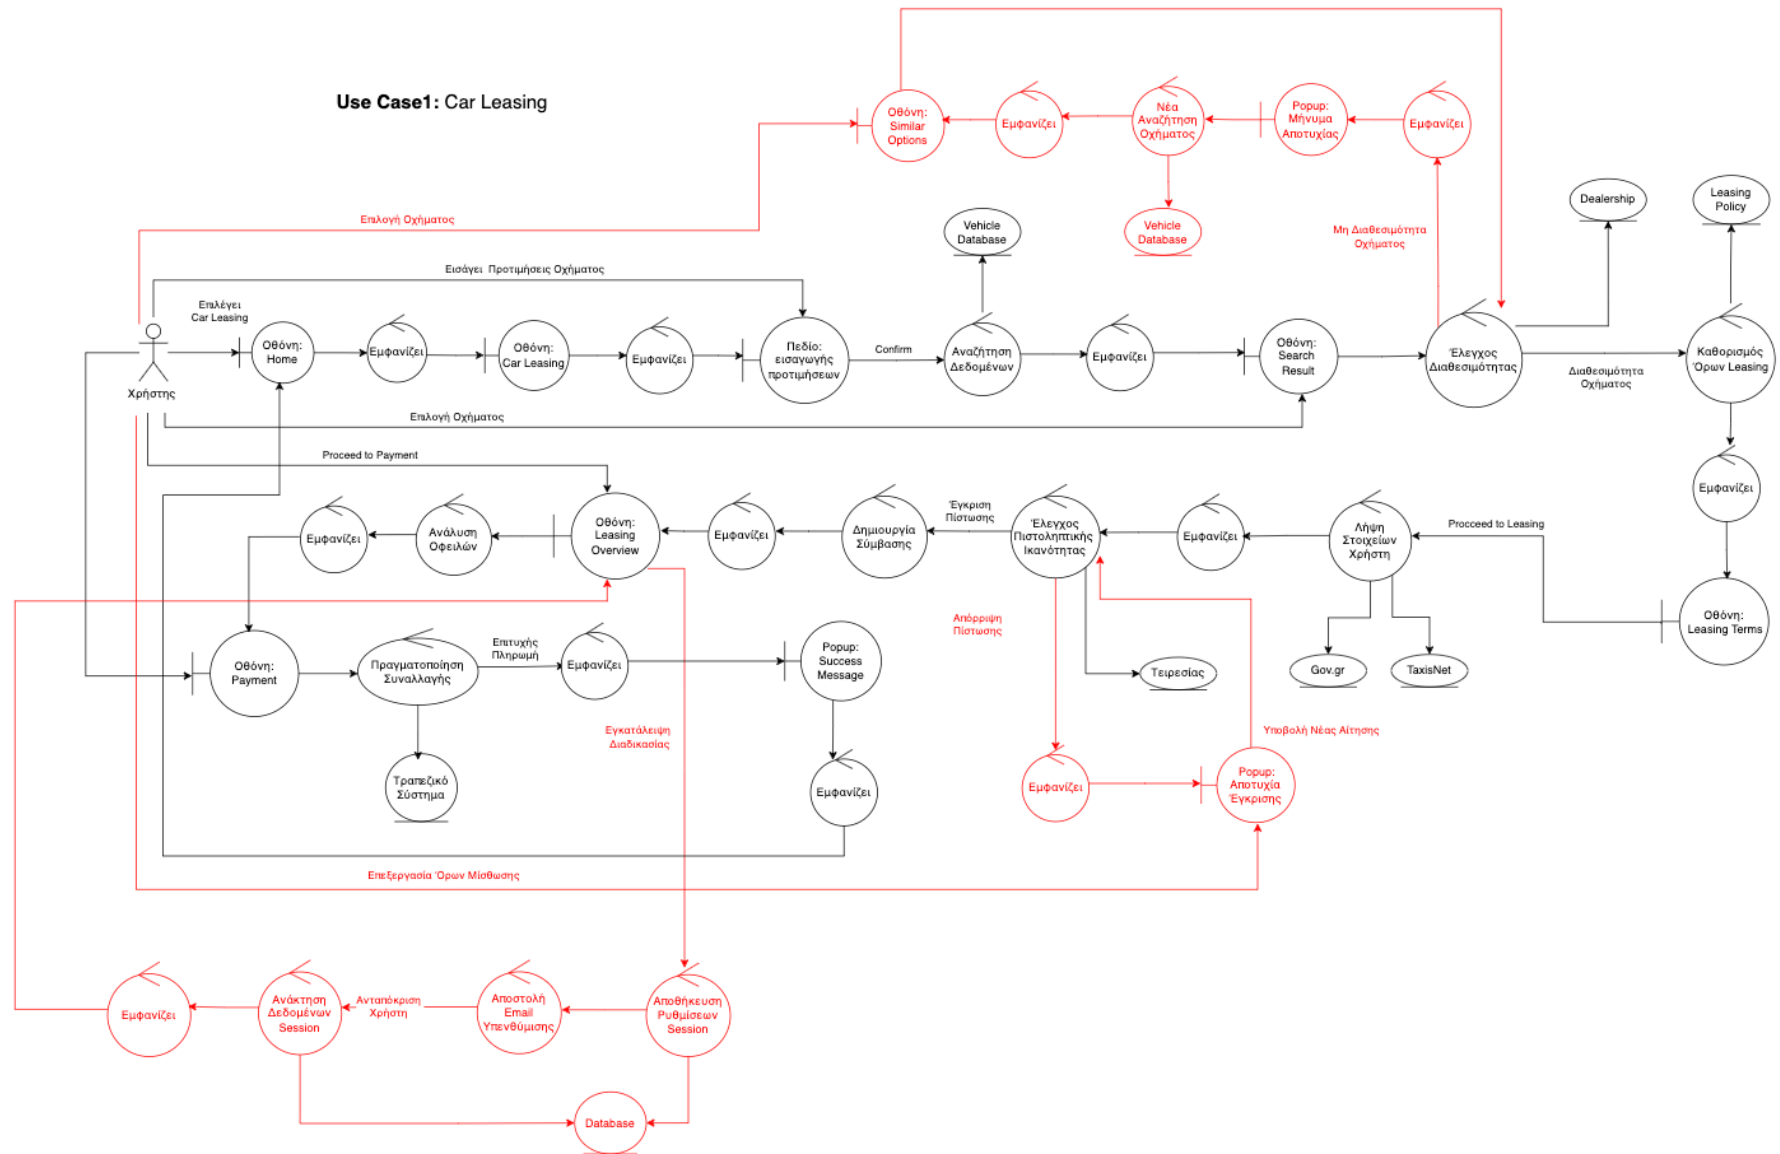 Use Case1: Car Leasing
Οθόνη:
Similar
Options
Εμφανίζει
Νέα
Αναζήτηση
Οχήματος
Popup:
Μήνυμα
Αποτυχίας
Εμφανίζει
Επιλογή Οχήματος
Vehicle
Database
Vehicle
Database
Μη Διαθεσιμότητα
Οχήματος
Dealership
Leasing
Policy
Εισάγει Προτιμήσεις Οχήματος
Επιλέγει
Car Leasing
Χρήστης
Οθόνη:
Home
Εμφανίζει
Οθόνη:
Car Leasing
Εμφανίζει
Πεδίο:
εισαγωγής
προτιμήσεων
Confirm
Αναζήτηση
Δεδομένων
Εμφανίζει
Οθόνη:
Search
Result
Έλεγχος
Διαθεσιμότητας
Διαθεσιμότητα
Οχήματος
Καθορισμός
Όρων Leasing
Επιλογή Οχήματος
Proceed to Payment
Εμφανίζει
Εμφανίζει
Ανάλυση
Οφειλών
Οθόνη:
Leasing
Overview
Εμφανίζει
Δημιουργία
Σύμβασης
Έγκριση
Πίστωσης
Έλεγχος
Πιστοληπτικής
Ικανότητας
Εμφανίζει
Λήψη
Στοιχείων
Χρήστη
Procceed to Leasing
Οθόνη:
Leasing Terms
Απόρριψη
Πίστωσης
Οθόνη:
Payment
Πραγματοποίηση
Συναλλαγής
Επιτυχής
Πληρωμή
Εμφανίζει
Popup:
Success
Message
Τειρεσίας
Gov.gr
TaxisNet
Εγκατάλειψη
Διαδικασίας
Υποβολή Νέας Αίτησης
Τραπεζικό
Σύστημα
Εμφανίζει
Εμφανίζει
Popup:
Αποτυχία
Έγκρισης
Επεξεργασία Όρων Μίσθωσης
Εμφανίζει
Ανάκτηση
Δεδομένων
Session
Ανταπόκριση
Χρήστη
Αποστολή
Email
Υπενθύμισης
Αποθήκευση
Ρυθμίσεων
Session
Database